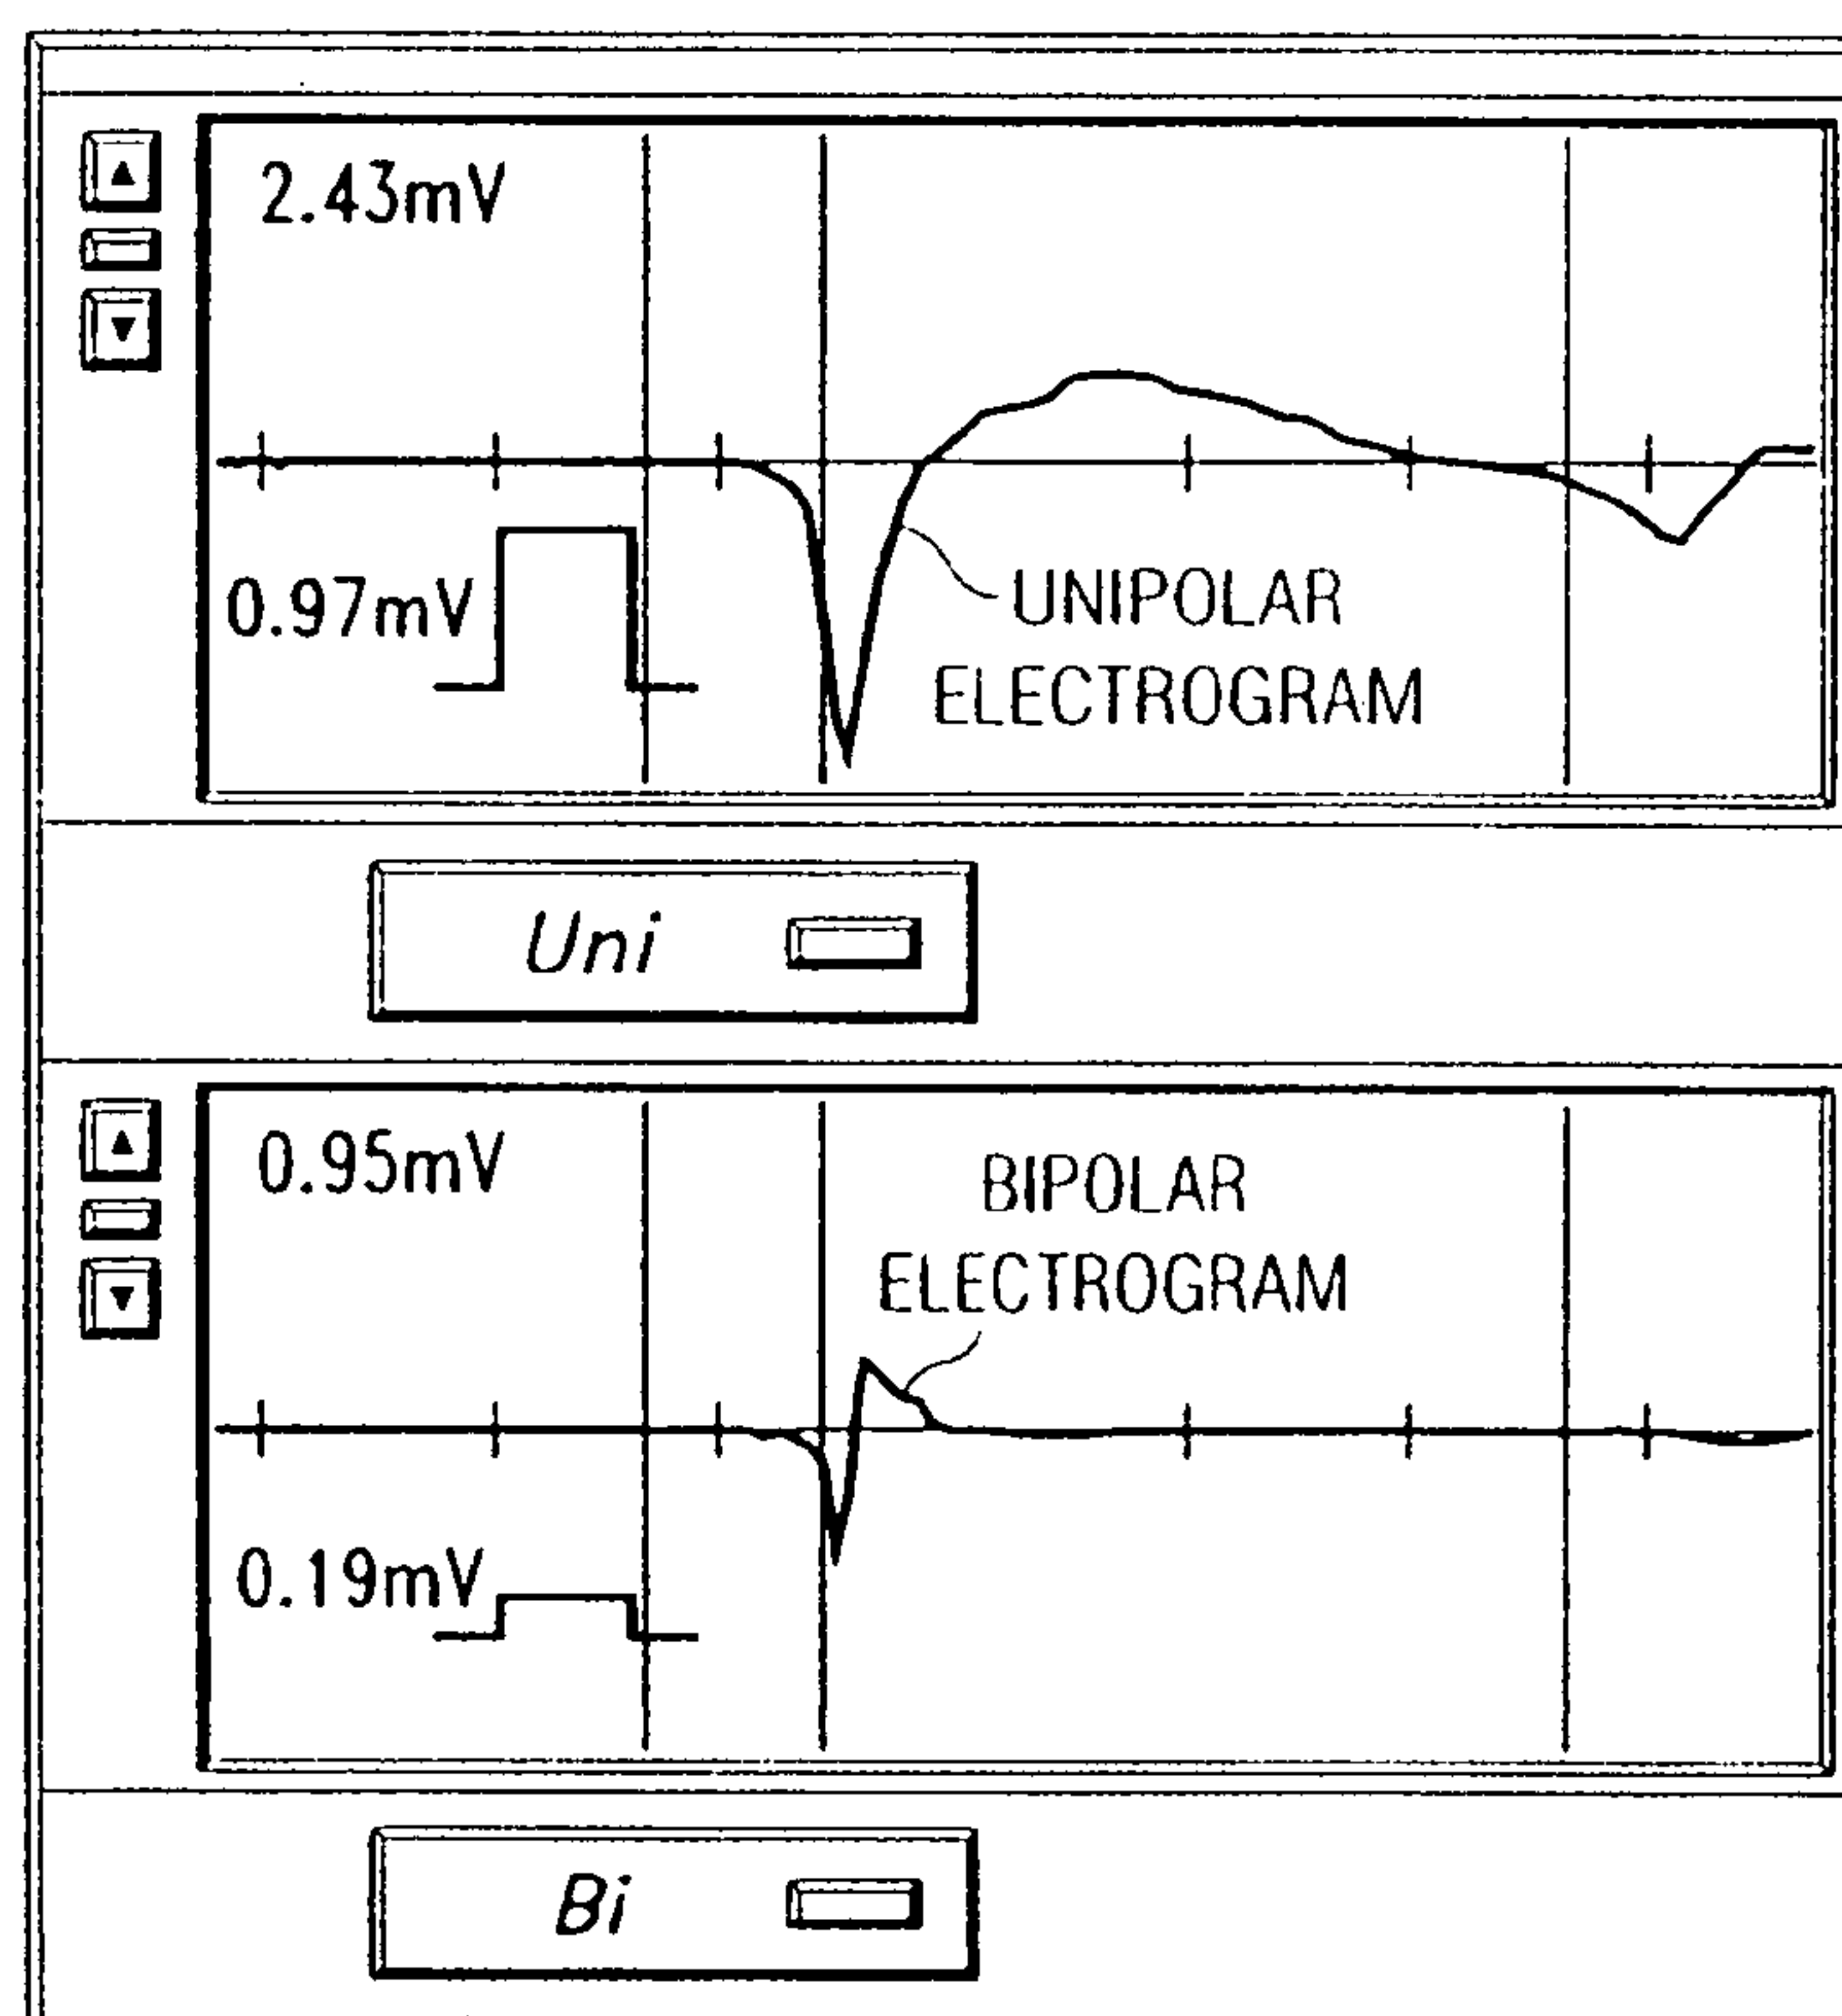 2.43mV
0.97mV
UNIPOLAR
ELECTROGRAM
Uni
0.95mV
BIPOLAR
ELECTROGRAM
0.19mV
Bi